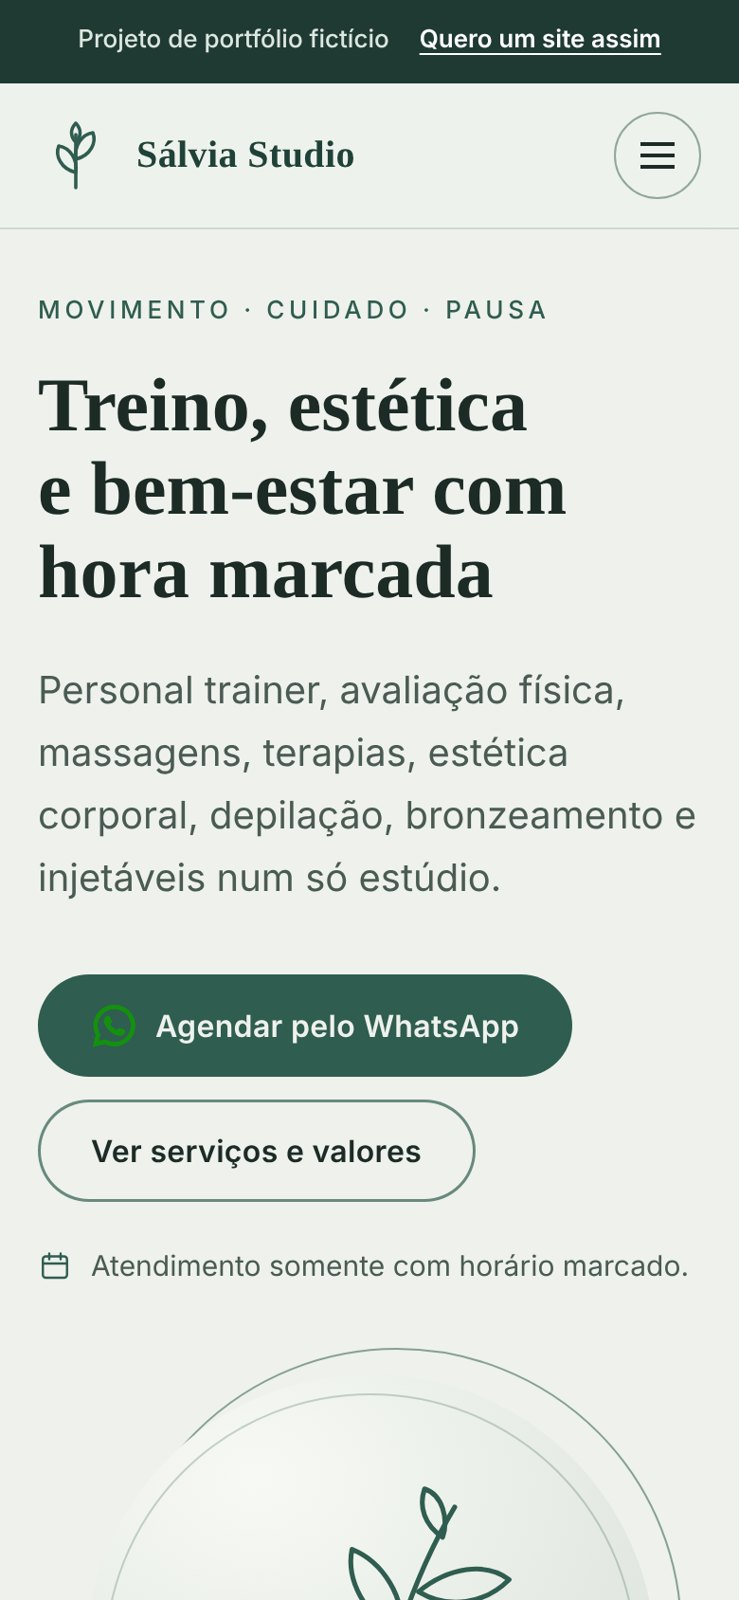 Projeto de portfólio fictício Quero um site assim
Sálvia Studio
MOVIMENTO · CUIDADO · PAUSA
Treino, estética
e bem-estar com
hora marcada
Personal trainer, avaliação física,
massagens, terapias, estética
corporal, depilação, bronzeamento e
injetáveis num só estúdio.
Agendar pelo WhatsApp
Ver serviços e valores
Atendimento somente com horário marcado.